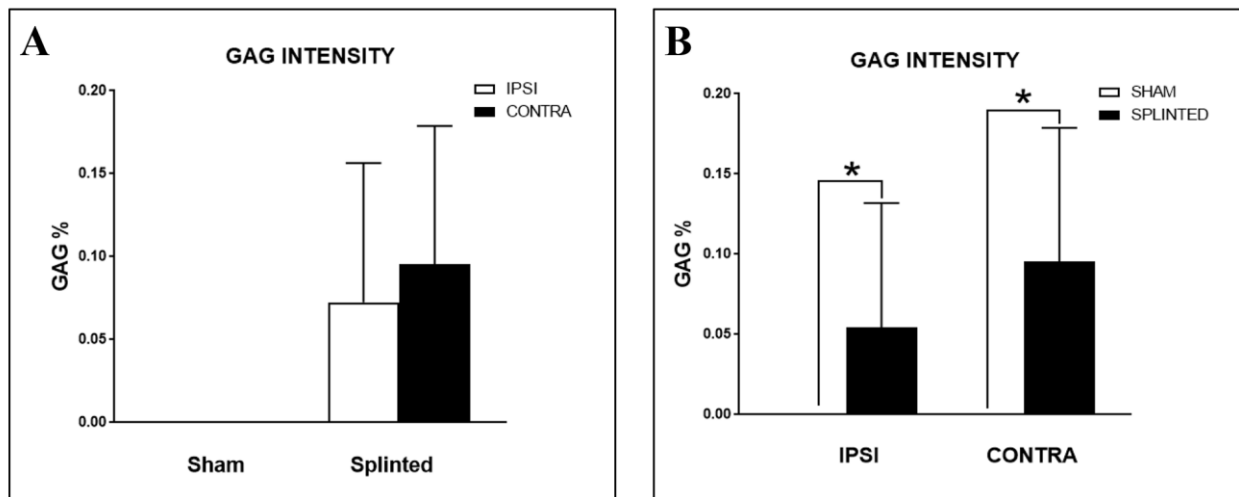 A
GAG INTENSITY
IPSI
CONTRA
GAG %
0.20
0.15
0.10
0.05
0.00
Sham Splinted
B
GAG INTENSITY
SHAM
SPLINTED
GAG %
0.20
0.15
0.10
0.05
0.00
*
*
IPSI CONTRA